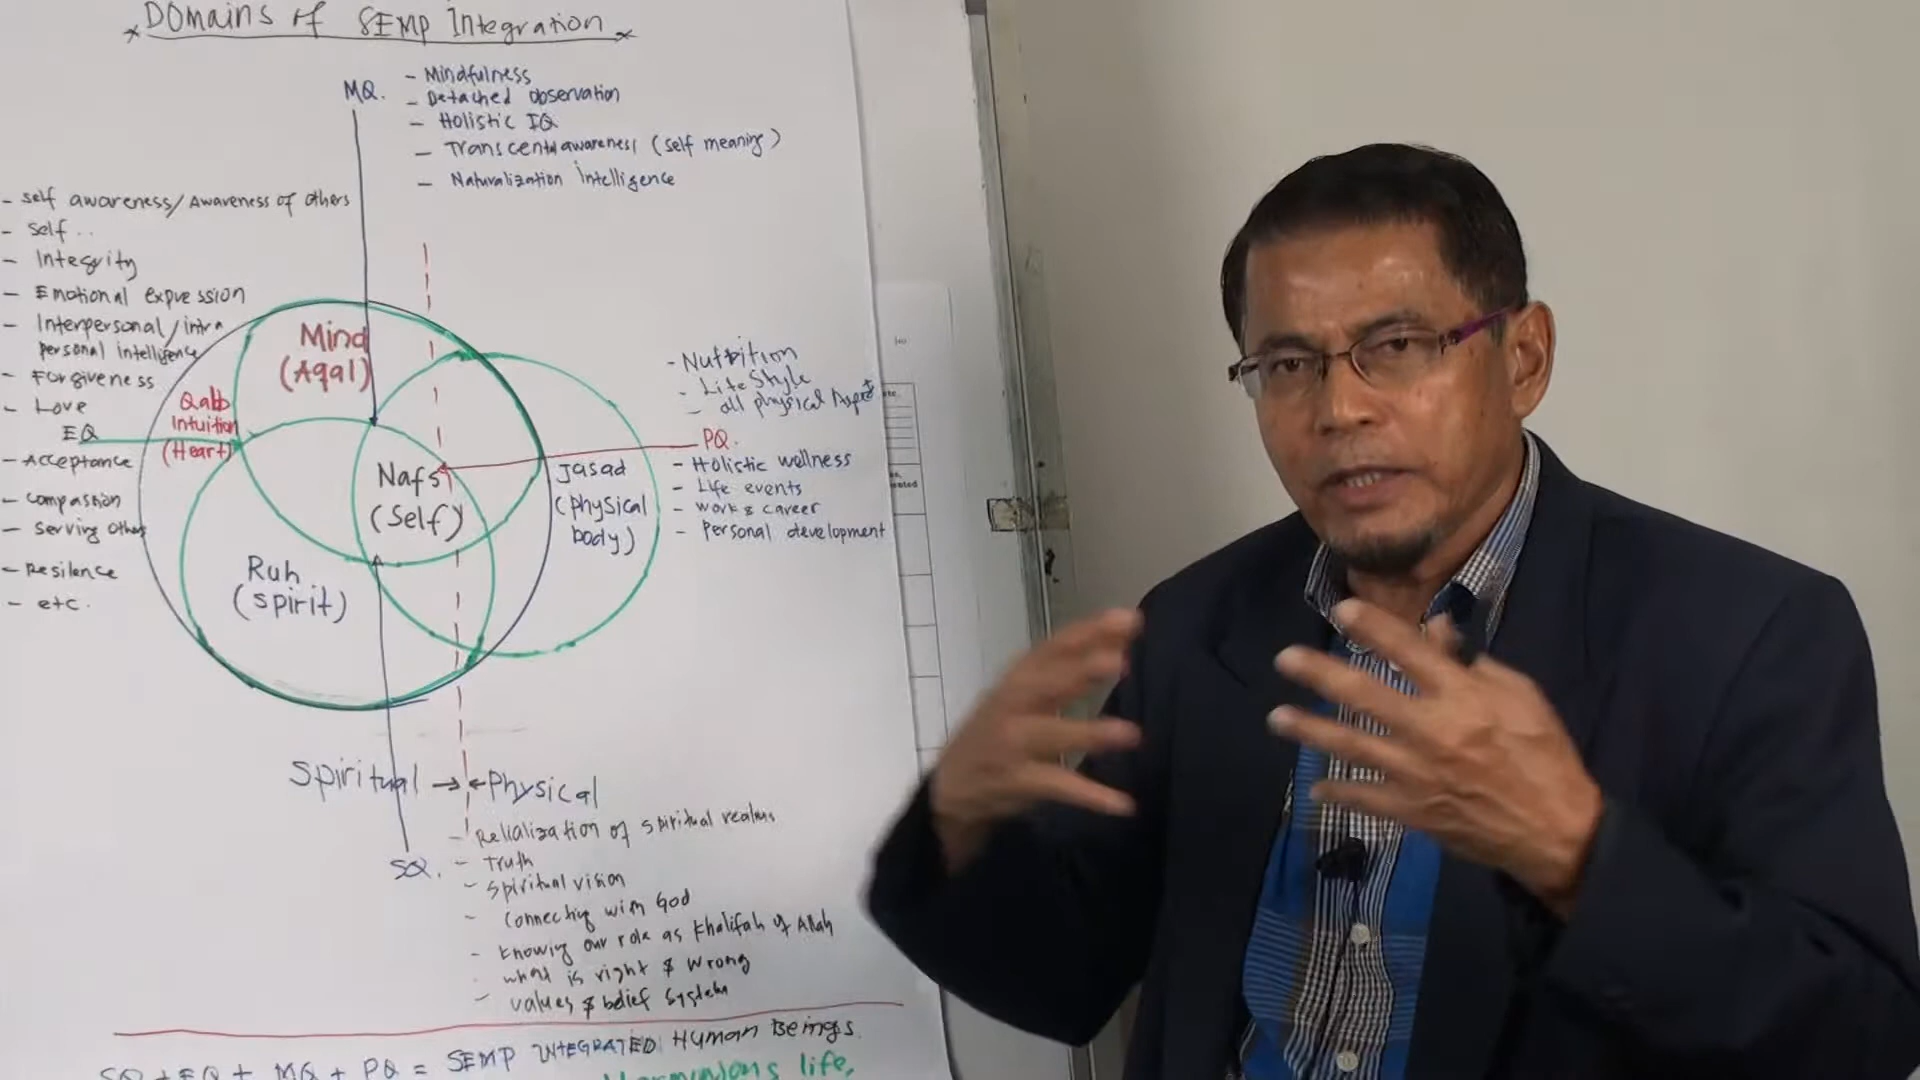 Domains of SEMP Integration
MQ.
- Mindfulness
- Detached observation
- Holistic IQ
- (self meaning)
- Naturalization intelligence
- self awareness/Awareness of others
- self ..
- Integrity
- Emotional expression
- Interpersonal/intra
personal intelligence
- Forgiveness
- Love
EQ
- Acceptance
- compassion
- serving others
- Resilence
- etc.
Mind
(Aqal)
Qalb
Intuition
(Heart)
Nafs
(Self)
Ruh
(spirit)
Jasad
(physical
body)
- Nutrition
- Life Style
- all physical Aspect
PQ.
- Holistic wellness
- Life events
- work & career
- Personal development
Spiritual → ← Physical
SQ.
- of spiritual realms
- Truth
- spiritual vision
- connecting with God
- knowing our role as khalifah of Allah
- what is right & wrong
- values & belief system
SQ + EQ + MQ + PQ = SEMP INTEGRATED HUMAN BEINGS.
Harmonious life,
No